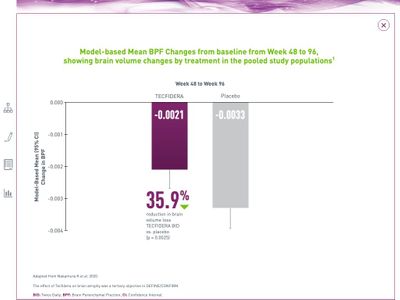 Model-based Mean BPF Changes from baseline from Week 48 to 96,
showing brain volume changes by treatment in the pooled study populations¹
Week 48 to Week 96
TECFIDERA
Placebo
0.000
-0.001
-0.002
-0.003
-0.004
Model-Based Mean (95% CI)
Change in BPF
-0.0021
-0.0033
35.9%
reduction in brain
volume loss
TECFIDERA BID
vs. placebo
(p = 0.0025)
Adapted from Nakamura K et al. 2020.
The effect of Tecfidera on brain atrophy was a tertiary objective in DEFINE/CONFIRM
BID: Twice Daily; BPF: Brain Parenchymal Fraction; CI: Confidence Interval.